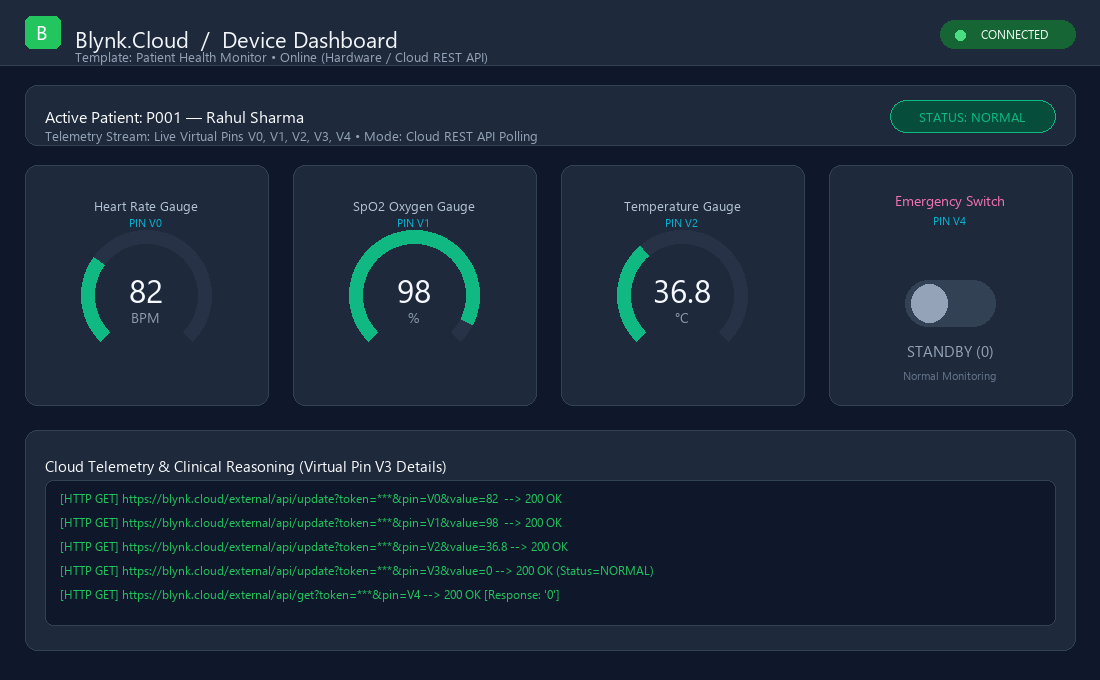 B
Blynk.Cloud / Device Dashboard
Template: Patient Health Monitor • Online (Hardware / Cloud REST API)
CONNECTED
Active Patient: P001 — Rahul Sharma
Telemetry Stream: Live Virtual Pins V0, V1, V2, V3, V4 • Mode: Cloud REST API Polling
STATUS: NORMAL
Heart Rate Gauge
PIN V0
82
BPM
SpO2 Oxygen Gauge
PIN V1
98
%
Temperature Gauge
PIN V2
36.8
°C
Emergency Switch
PIN V4
STANDBY (0)
Normal Monitoring
Cloud Telemetry & Clinical Reasoning (Virtual Pin V3 Details)
[HTTP GET] https://blynk.cloud/external/api/update?token=***&pin=V0&value=82 --> 200 OK
[HTTP GET] https://blynk.cloud/external/api/update?token=***&pin=V1&value=98 --> 200 OK
[HTTP GET] https://blynk.cloud/external/api/update?token=***&pin=V2&value=36.8 --> 200 OK
[HTTP GET] https://blynk.cloud/external/api/update?token=***&pin=V3&value=0 --> 200 OK (Status=NORMAL)
[HTTP GET] https://blynk.cloud/external/api/get?token=***&pin=V4 --> 200 OK [Response: '0']